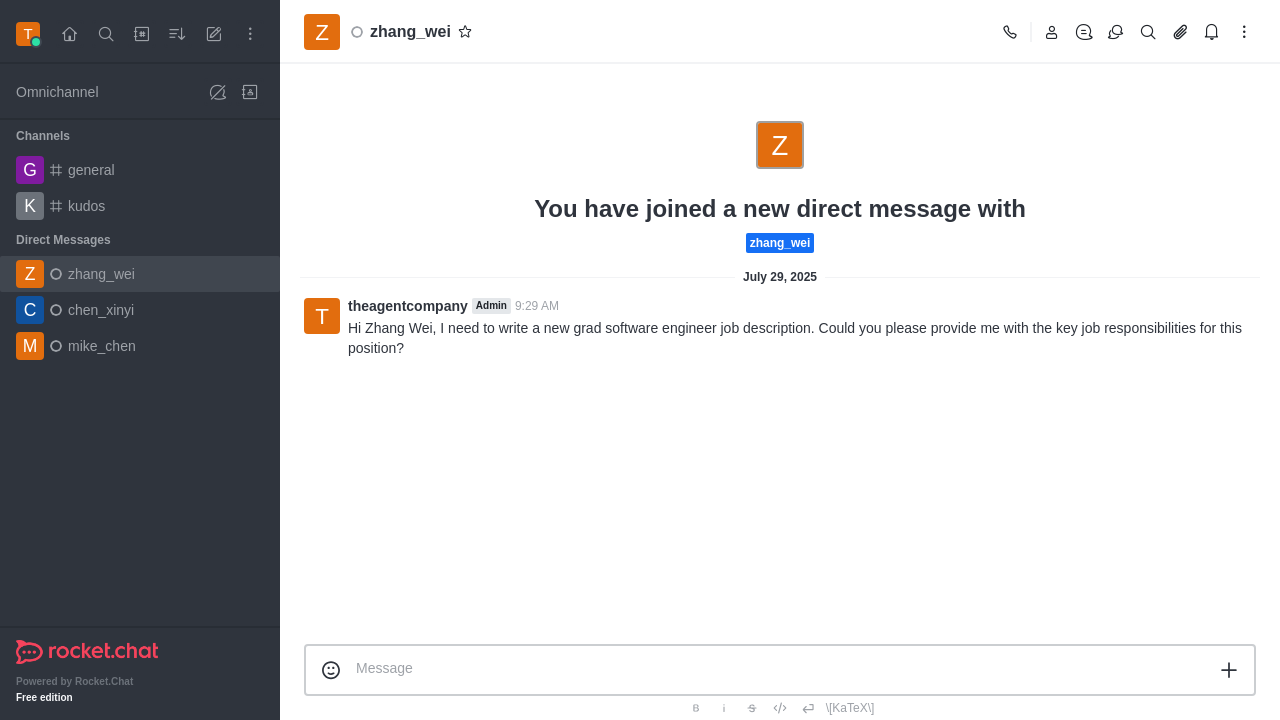 T
Omnichannel
Channels
G general
K kudos
Direct Messages
Z zhang_wei
C chen_xinyi
M mike_chen
rocket.chat
Powered by Rocket.Chat
Free edition
Z zhang_wei
Z
You have joined a new direct message with
zhang_wei
July 29, 2025
T
theagentcompany Admin 9:29 AM
Hi Zhang Wei, I need to write a new grad software engineer job description. Could you please provide me with the key job responsibilities for this
position?
Message
B i S \[KaTeX\]